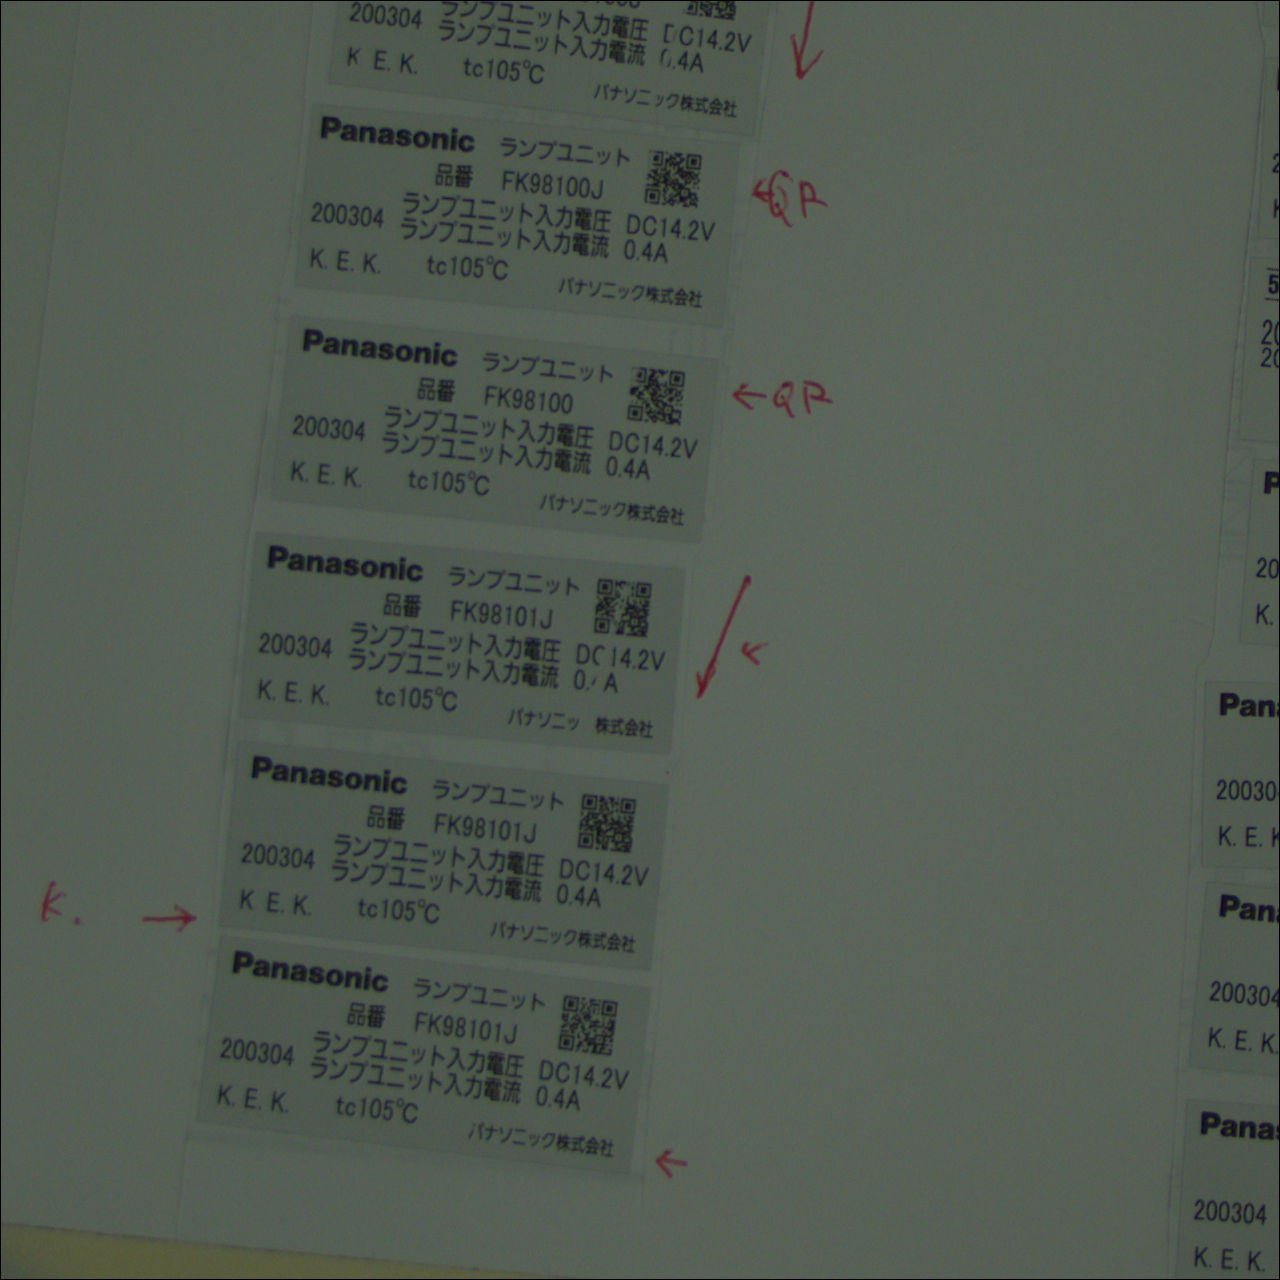 200304 ランプユニット入力電圧 DC14.2V
ランプユニット入力電流 0.4A
K E. K. tc105℃
パナソニック株式会社
Panasonic ランプユニット
品番 FK98100J
ランプユニット入力電圧 DC14.2V
200304 ランプユニット入力電流 0.4A
K. E. K. tc105℃
パナソニック株式会社
←QR
Panasonic ランプユニット
品番 FK98100
ランプユニット入力電圧 DC14.2V
200304 ランプユニット入力電流 0.4A
K. E. K. tc105℃
パナソニック株式会社
←QR
Panasonic ランプユニット
品番 FK98101J
ランプユニット入力電圧 DC14.2V
200304 ランプユニット入力電流 0. A
K. E. K. tc105℃
パナソニッ 株式会社
Panasonic ランプユニット
品番 FK98101J
ランプユニット入力電圧 DC14.2V
200304 ランプユニット入力電流 0.4A
K E. K. tc105℃
パナソニック株式会社
K. →
Panasonic ランプユニット
品番 FK98101J
ランプユニット入力電圧 DC14.2V
200304 ランプユニット入力電流 0.4A
K. E. K. tc105℃
パナソニック株式会社
←
5
20
20
P
20
K.
Pan
20030
K. E. K
Pan
200304
K. E. K.
Panas
200304
K. E. K.